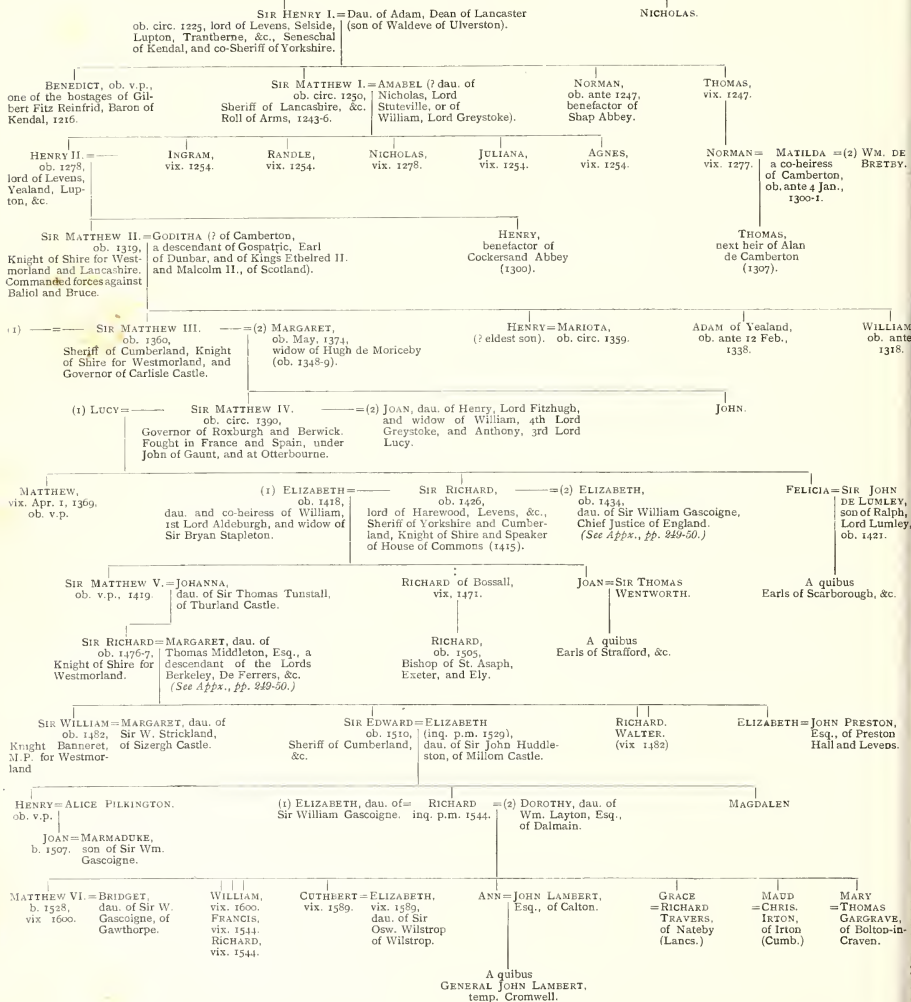 SIR HENRY I. = Dau. of Adam, Dean of Lancaster
ob. circ. 1225, lord of Levens, Selside, (son of Waldeve of Ulverston).
Lupton, Trantherne, &c., Seneschal
of Kendal, and co-Sheriff of Yorkshire.
NICHOLAS.
BENEDICT, ob. v.p.,
one of the hostages of Gil-
bert Fitz Reinfrid, Baron of
Kendal, 1216.
SIR MATTHEW I. = AMABEL (? dau. of
ob. circ. 1250, Nicholas, Lord
Sheriff of Lancashire, &c. Stuteville, or of
Roll of Arms, 1243-6. William, Lord Greystoke).
NORMAN,
ob. ante 1247,
benefactor of
Shap Abbey.
THOMAS,
vix. 1247.
HENRY II. =
ob. 1278,
lord of Levens,
Yealand, Lup-
ton, &c.
INGRAM,
vix. 1254.
RANDLE,
vix. 1254.
NICHOLAS,
vix. 1278.
JULIANA,
vix. 1254.
AGNES,
vix. 1254.
NORMAN = MATILDA = (2) WM. DE
vix. 1277. a co-heiress BRETBY.
of Camberton,
ob. ante 4 Jan.,
1300-1.
SIR MATTHEW II. = GODITHA (? of Camberton,
ob. 1319, a descendant of Gospatric, Earl
Knight of Shire for West- of Dunbar, and of Kings Ethelred II.
morland and Lancashire. and Malcolm II., of Scotland).
Commanded forces against
Baliol and Bruce.
HENRY,
benefactor of
Cockersand Abbey
(1300).
THOMAS,
next heir of Alan
de Camberton
(1307).
(1) = SIR MATTHEW III. = (2) MARGARET,
ob. 1360, ob. May, 1374,
Sheriff of Cumberland, Knight widow of Hugh de Moriceby
of Shire for Westmorland, and (ob. 1348-9).
Governor of Carlisle Castle.
HENRY = MARIOTA,
(? eldest son). ob. circ. 1359.
ADAM of Yealand,
ob. ante 12 Feb.,
1338.
WILLIAM
ob. ante
1318.
(1) LUCY = SIR MATTHEW IV. = (2) JOAN, dau. of Henry, Lord Fitzhugh,
ob. circ. 1390, and widow of William, 4th Lord
Governor of Roxburgh and Berwick. Greystoke, and Anthony, 3rd Lord
Fought in France and Spain, under Lucy.
John of Gaunt, and at Otterbourne.
JOHN.
MATTHEW,
vix. Apr. 1, 1369,
ob. v.p.
(1) ELIZABETH = SIR RICHARD, = (2) ELIZABETH,
ob. 1418, ob. 1426, ob. 1434,
dau. and co-heiress of William, lord of Harewood, Levens, &c., dau. of Sir William Gascoigne,
1st Lord Aldeburgh, and widow of Sheriff of Yorkshire and Cumber- Chief Justice of England.
Sir Bryan Stapleton. land, Knight of Shire and Speaker (See Appx., pp. 249-50.)
of House of Commons (1415).
FELICIA = SIR JOHN
DE LUMLEY,
son of Ralph,
Lord Lumley,
ob. 1421.
SIR MATTHEW V. = JOHANNA,
ob. v.p., 1419. dau. of Sir Thomas Tunstall,
of Thurland Castle.
RICHARD of Bossall,
vix, 1471.
JOAN = SIR THOMAS
WENTWORTH.
A quibus
Earls of Scarborough, &c.
SIR RICHARD = MARGARET, dau. of
ob. 1476-7, Thomas Middleton, Esq., a
Knight of Shire for descendant of the Lords
Westmorland. Berkeley, De Ferrers, &c.
(See Appx., pp. 249-50.)
RICHARD,
ob. 1505,
Bishop of St. Asaph,
Exeter, and Ely.
A quibus
Earls of Strafford, &c.
SIR WILLIAM = MARGARET, dau. of
ob. 1482, Sir W. Strickland,
Knight Banneret, of Sizergh Castle.
M.P. for Westmor-
land
SIR EDWARD = ELIZABETH
ob. 1510, (inq. p.m. 1529),
Sheriff of Cumberland, dau. of Sir John Huddle-
&c. ston, of Millom Castle.
RICHARD.
WALTER.
(vix 1482)
ELIZABETH = JOHN PRESTON,
Esq., of Preston
Hall and Levens.
HENRY = ALICE PILKINGTON.
ob. v.p.
(1) ELIZABETH, dau. of = RICHARD = (2) DOROTHY, dau. of
Sir William Gascoigne. inq. p.m. 1544. Wm. Layton, Esq.,
of Dalmain.
MAGDALEN
JOAN = MARMADUKE,
b. 1507. son of Sir Wm.
Gascoigne.
MATTHEW VI. = BRIDGET,
b. 1528, dau. of Sir W.
vix 1600. Gascoigne, of
Gawthorpe.
WILLIAM,
vix. 1600.
FRANCIS,
vix. 1544.
RICHARD,
vix. 1544.
CUTHBERT = ELIZABETH,
vix. 1589. vix. 1589,
dau. of Sir
Osw. Wilstrop
of Wilstrop.
ANN = JOHN LAMBERT,
Esq., of Calton.
GRACE
= RICHARD
TRAVERS,
of Nateby
(Lancs.)
MAUD
= CHRIS.
IRTON,
of Irton
(Cumb.)
MARY
= THOMAS
GARGRAVE,
of Bolton-in-
Craven.
A quibus
GENERAL JOHN LAMBERT,
temp. Cromwell.